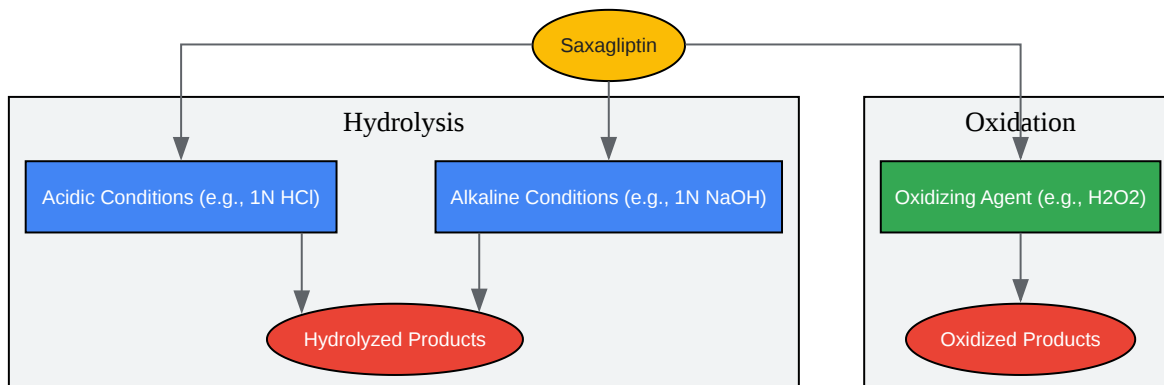 Saxagliptin
Hydrolysis
Oxidation
Acidic Conditions (e.g., 1N HCl)
Alkaline Conditions (e.g., 1N NaOH)
Oxidizing Agent (e.g., H2O2)
Hydrolyzed Products
Oxidized Products